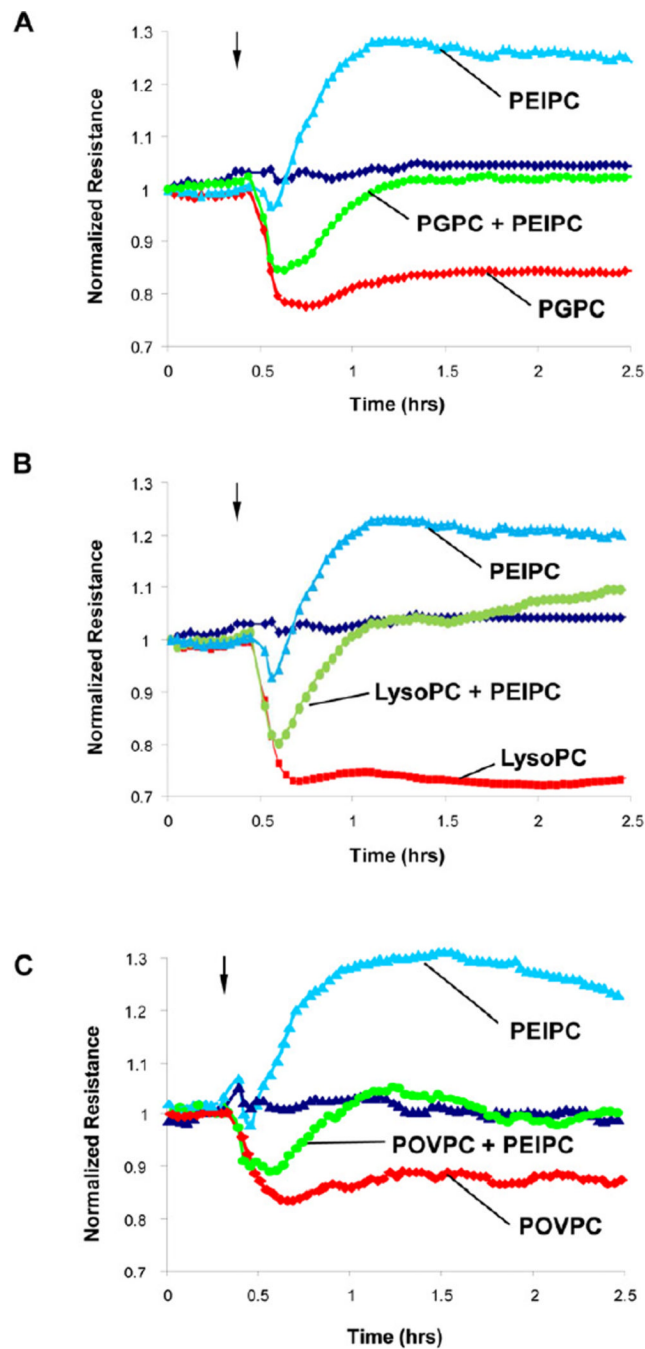 A
Normalized Resistance
1.3
1.2
1.1
1
0.9
0.8
0.7
PEIPC
PGPC + PEIPC
PGPC
0
0.5
1
1.5
2
2.5
Time (hrs)
B
Normalized Resistance
1.3
1.2
1.1
1
0.9
0.8
0.7
PEIPC
LysoPC + PEIPC
LysoPC
0
0.5
1
1.5
2
2.5
Time (hrs)
C
Normalized Resistance
1.3
1.2
1.1
1
0.9
0.8
0.7
PEIPC
POVPC + PEIPC
POVPC
0
0.5
1
1.5
2
2.5
Time (hrs)